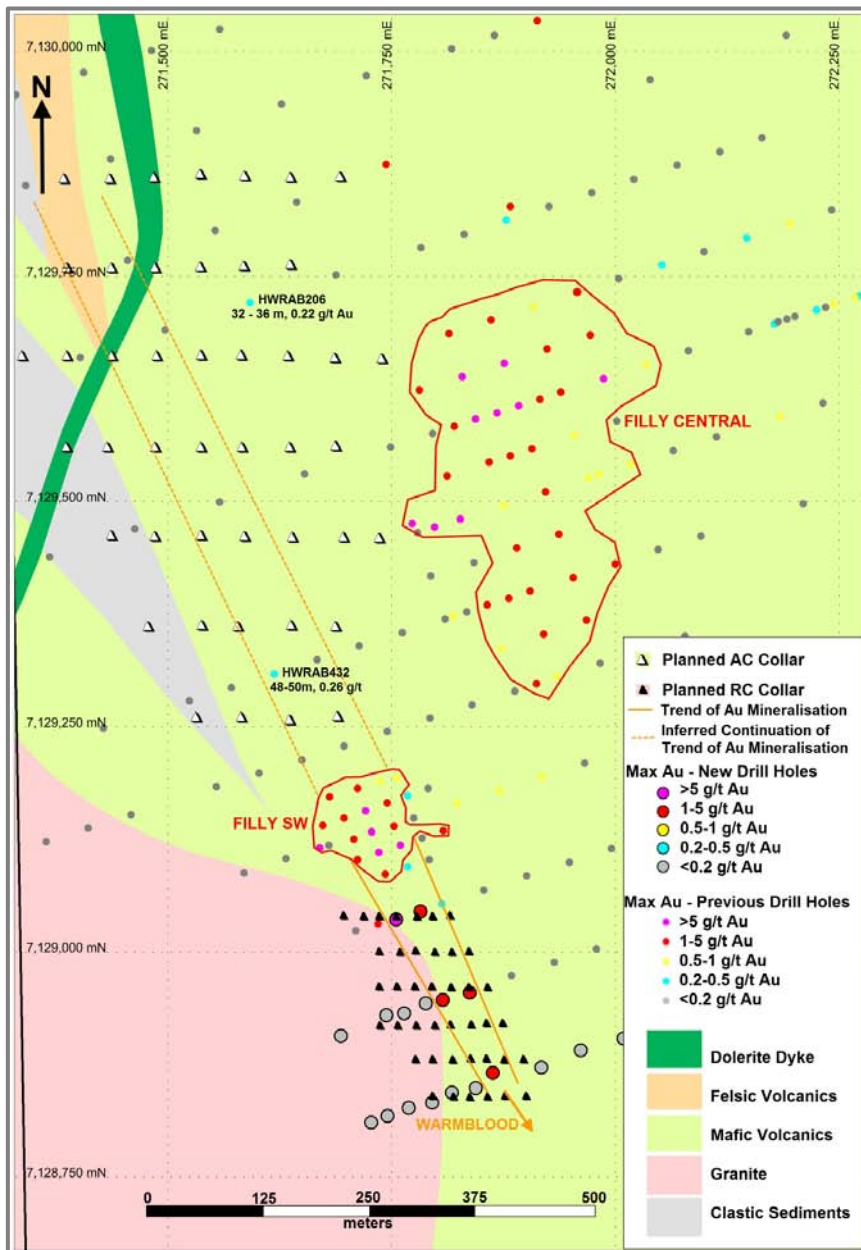 271,500 mE
271,750 mE
272,000 mE
272,250 mE
7,130,000 mN
N
7,129,750 mN
HWRAB206
32 - 36 m, 0.22 g/t Au
FILLY CENTRAL
7,129,500 mN
HWRAB432
48-50m, 0.26 g/t
7,129,250 mN
FILLY SW
7,129,000 mN
WARMBLOOD
7,128,750 mN
0
125
250
375
500
meters
Planned AC Collar
Planned RC Collar
Trend of Au Mineralisation
Inferred Continuation of
Trend of Au Mineralisation
Max Au - New Drill Holes
>5 g/t Au
1-5 g/t Au
0.5-1 g/t Au
0.2-0.5 g/t Au
<0.2 g/t Au
Max Au - Previous Drill Holes
>5 g/t Au
1-5 g/t Au
0.5-1 g/t Au
0.2-0.5 g/t Au
<0.2 g/t Au
Dolerite Dyke
Felsic Volcanics
Mafic Volcanics
Granite
Clastic Sediments